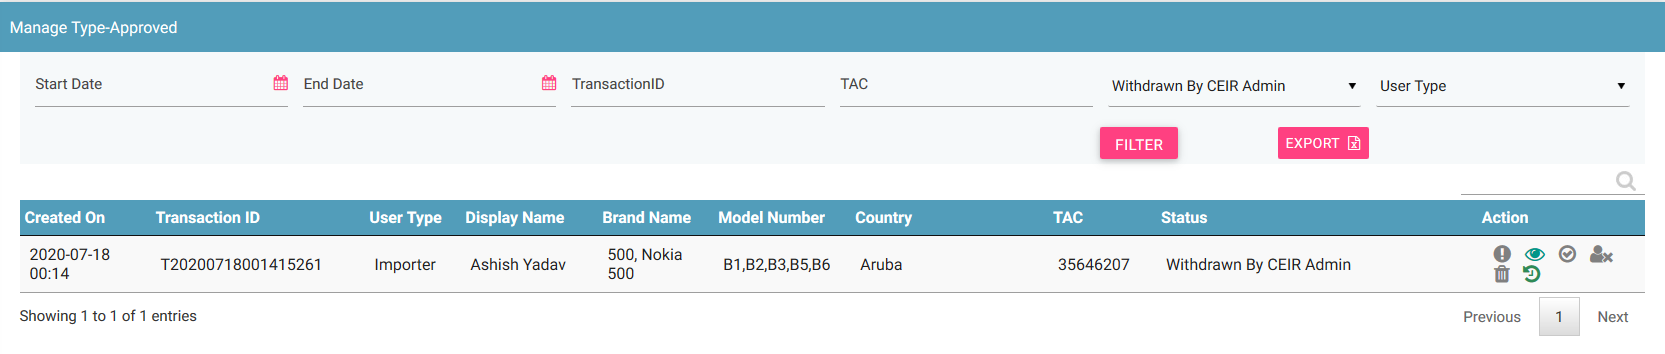 Manage Type-Approved
Start Date End Date TransactionID TAC Withdrawn By CEIR Admin User Type
FILTER EXPORT
Created On Transaction ID User Type Display Name Brand Name Model Number Country TAC Status Action
2020-07-18 00:14 T20200718001415261 Importer Ashish Yadav 500, Nokia 500 B1,B2,B3,B5,B6 Aruba 35646207 Withdrawn By CEIR Admin
Showing 1 to 1 of 1 entries Previous 1 Next